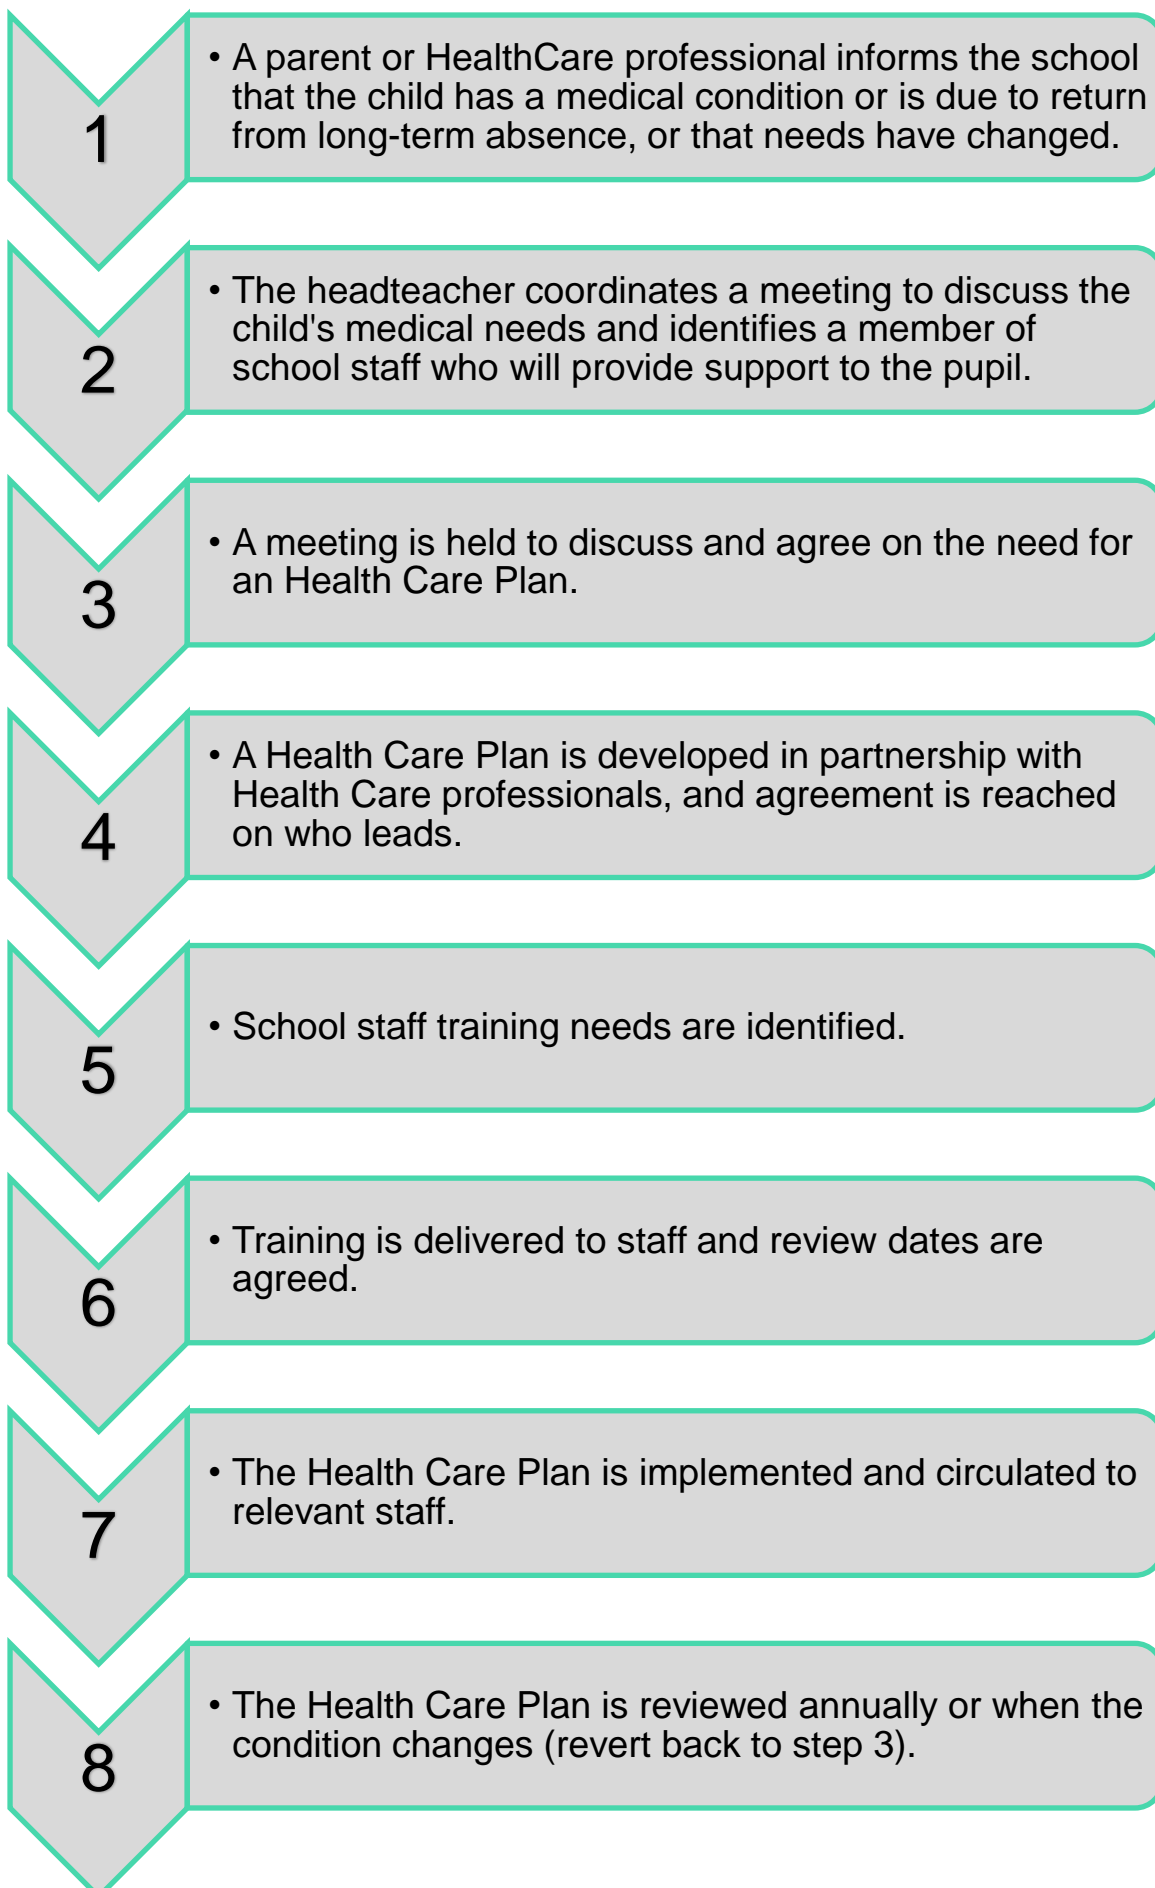 1
• A parent or HealthCare professional informs the school
that the child has a medical condition or is due to return
from long-term absence, or that needs have changed.
2
• The headteacher coordinates a meeting to discuss the
child's medical needs and identifies a member of
school staff who will provide support to the pupil.
3
• A meeting is held to discuss and agree on the need for
an Health Care Plan.
4
• A Health Care Plan is developed in partnership with
Health Care professionals, and agreement is reached
on who leads.
5
• School staff training needs are identified.
6
• Training is delivered to staff and review dates are
agreed.
7
• The Health Care Plan is implemented and circulated to
relevant staff.
8
• The Health Care Plan is reviewed annually or when the
condition changes (revert back to step 3).